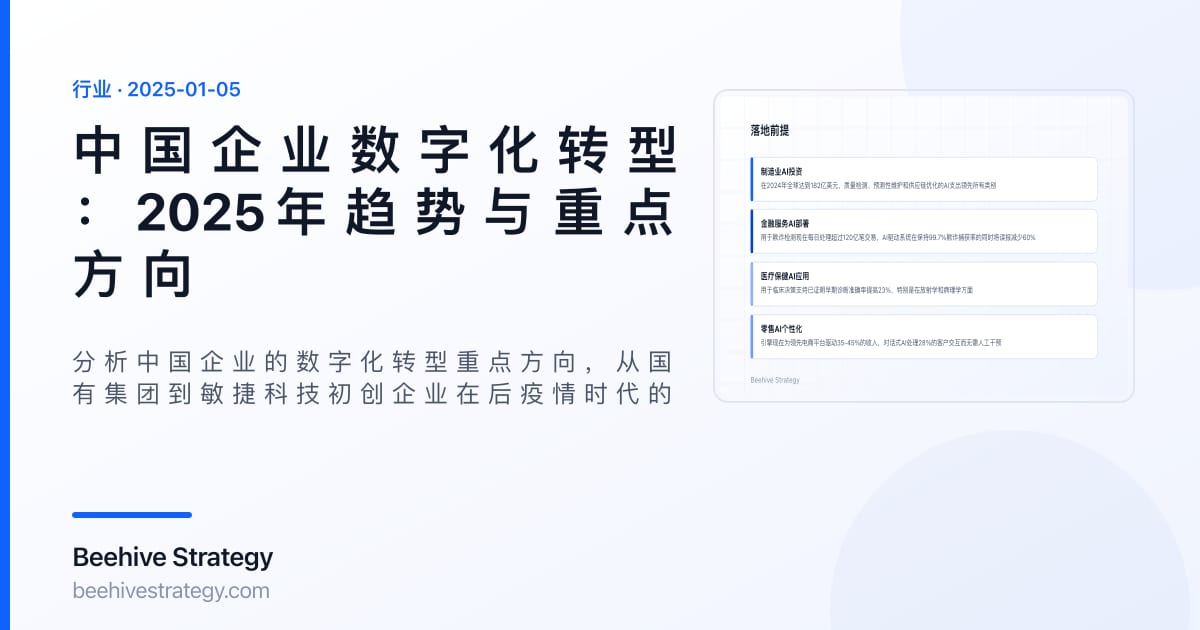 行业 · 2025-01-05
中国企业数字化转型
：2025年趋势与重点
方向
分析中国企业的数字化转型重点方向，从国
有集团到敏捷科技初创企业在后疫情时代的
Beehive Strategy
beehivestrategy.com
落地前提
制造业AI投资
在2024年全球达到182亿美元，质量检测、预测性维护和供应链优化的AI支出领先所有类别
金融服务AI部署
用于欺诈检测现在每日处理超过120亿笔交易，AI驱动系统在保持99.7%欺诈捕获率的同时将误报减少60%
医疗保健AI应用
用于临床决策支持已证明早期诊断准确率提高23%，特别是在放射学和病理学方面
零售AI个性化
引擎现在为领先电商平台驱动35-45%的收入，对话式AI处理28%的客户交互而无需人工干预
Beehive Strategy